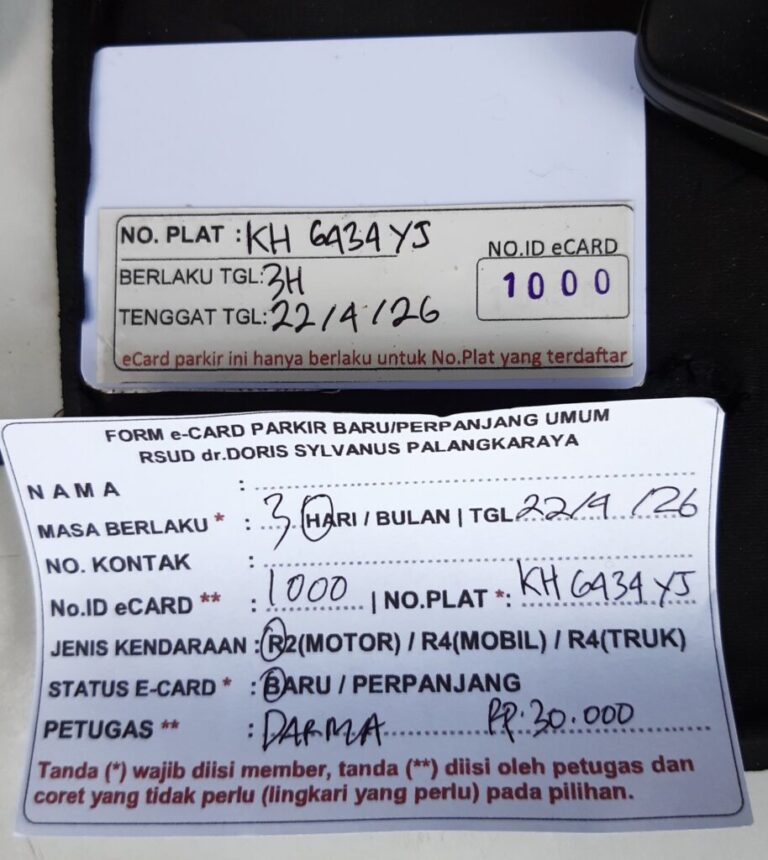 NO. PLAT : KH 6434 YJ
NO.ID eCARD
BERLAKU TGL: 3H
1000
TENGGAT TGL: 22/4/26
eCard parkir ini hanya berlaku untuk No.Plat yang terdaftar
FORM e-CARD PARKIR BARU/PERPANJANG UMUM
RSUD dr.DORIS SYLVANUS PALANGKARAYA
NAMA :
MASA BERLAKU * : 3 HARI / BULAN | TGL 22/4/26
NO. KONTAK :
No.ID eCARD ** : 1000 | NO.PLAT *: KH 6434 YJ
JENIS KENDARAAN : R2(MOTOR) / R4(MOBIL) / R4(TRUK)
STATUS E-CARD * : BARU / PERPANJANG
PETUGAS ** : DARMA RP.30.000
Tanda (*) wajib diisi member, tanda (**) diisi oleh petugas dan
coret yang tidak perlu (lingkari yang perlu) pada pilihan.